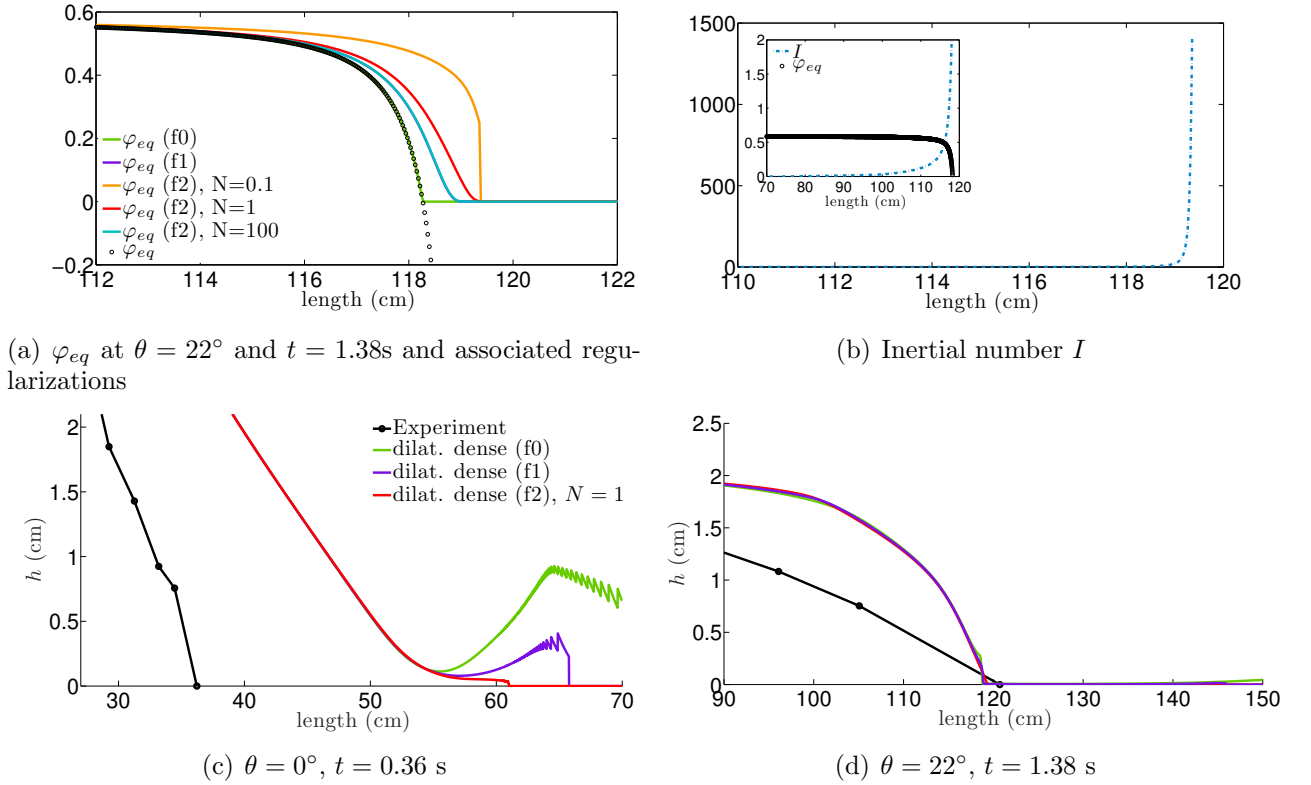 0.6
0.4
0.2
0
−0.2
112 114 116 118 120 122
length (cm)
φeq (f0)
φeq (f1)
φeq (f2), N=0.1
φeq (f2), N=1
φeq (f2), N=100
φeq
(a) φeq at θ = 22° and t = 1.38s and associated regu-
larizations
1500
1000
500
0
110 112 114 116 118 120
length (cm)
2
1.5
1
0.5
0
70 80 90 100 110 120
length (cm)
I
φeq
(b) Inertial number I
2
1.5
1
0.5
0
h (cm)
30 40 50 60 70
length (cm)
Experiment
dilat. dense (f0)
dilat. dense (f1)
dilat. dense (f2), N = 1
(c) θ = 0°, t = 0.36 s
2.5
2
1.5
1
0.5
0
h (cm)
90 100 110 120 130 140 150
length (cm)
(d) θ = 22°, t = 1.38 s